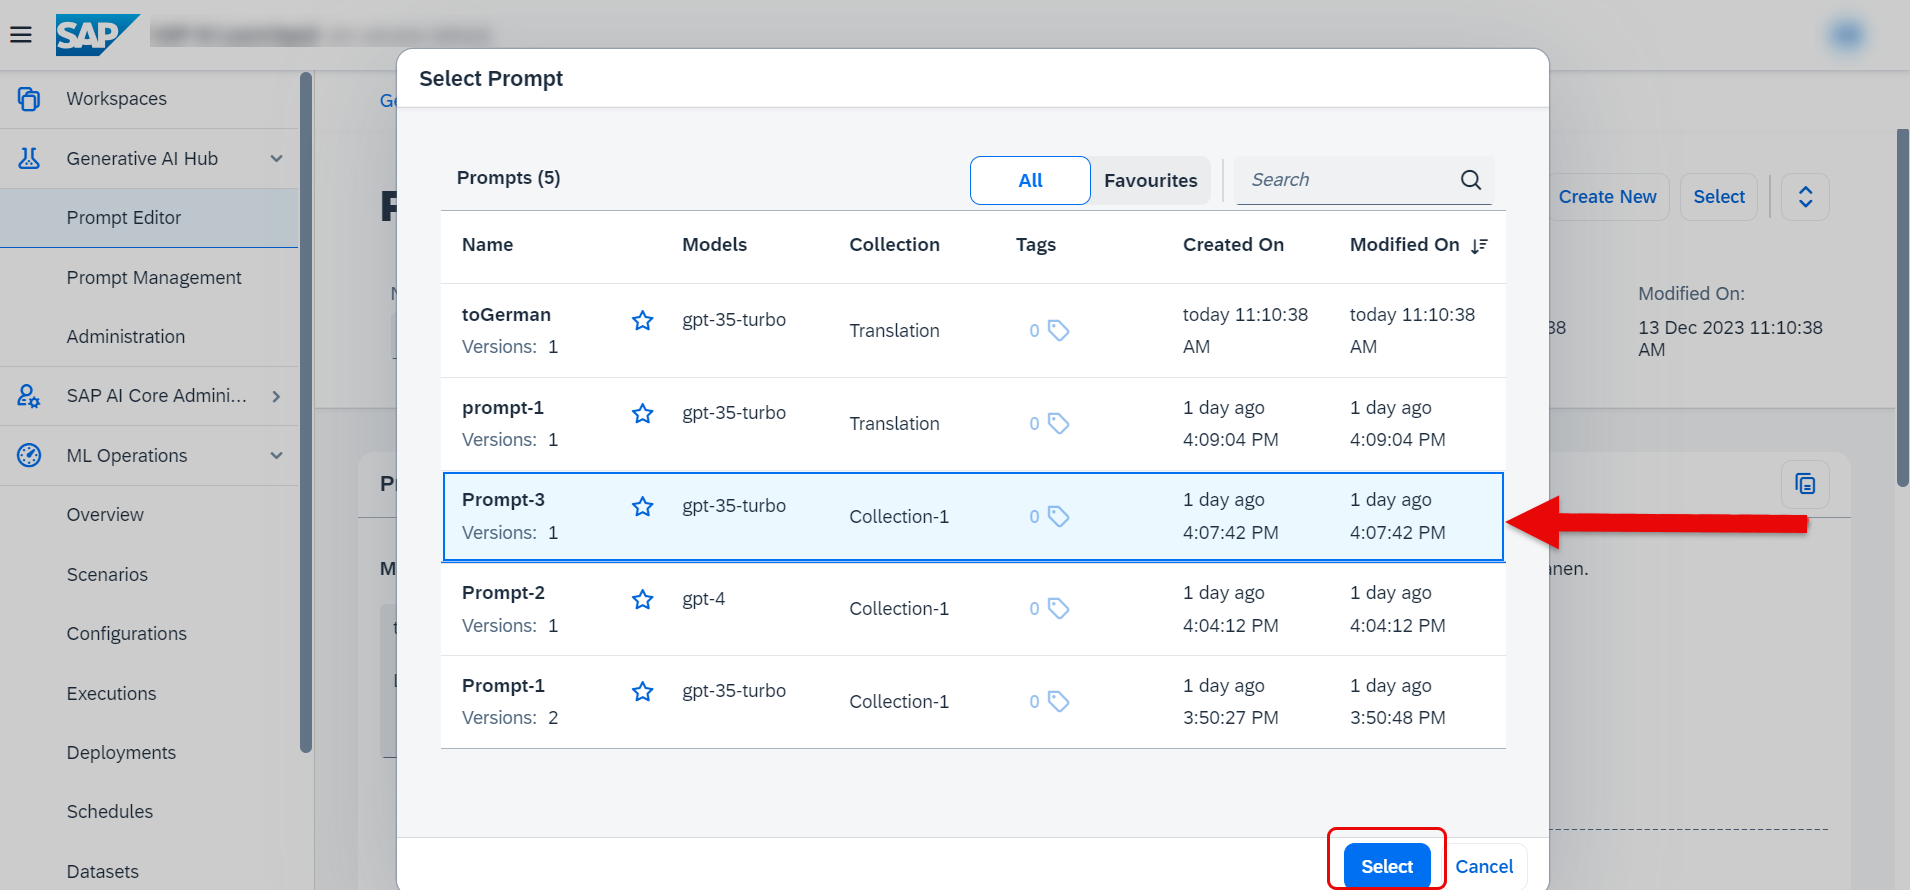 SAP
Select Prompt
Workspaces
Generative AI Hub
Prompt Editor
Prompt Management
Administration
SAP AI Core Admini...
ML Operations
Overview
Scenarios
Configurations
Executions
Deployments
Schedules
Datasets
Prompts (5)
All
Favourites
Search
Create New
Select
Name
Models
Collection
Tags
Created On
Modified On
toGerman
Versions: 1
gpt-35-turbo
Translation
0
today 11:10:38
AM
today 11:10:38
AM
prompt-1
Versions: 1
gpt-35-turbo
Translation
0
1 day ago
4:09:04 PM
1 day ago
4:09:04 PM
Prompt-3
Versions: 1
gpt-35-turbo
Collection-1
0
1 day ago
4:07:42 PM
1 day ago
4:07:42 PM
Prompt-2
Versions: 1
gpt-4
Collection-1
0
1 day ago
4:04:12 PM
1 day ago
4:04:12 PM
Prompt-1
Versions: 2
gpt-35-turbo
Collection-1
0
1 day ago
3:50:27 PM
1 day ago
3:50:48 PM
Modified On:
38
13 Dec 2023 11:10:38
AM
anen.
Select
Cancel